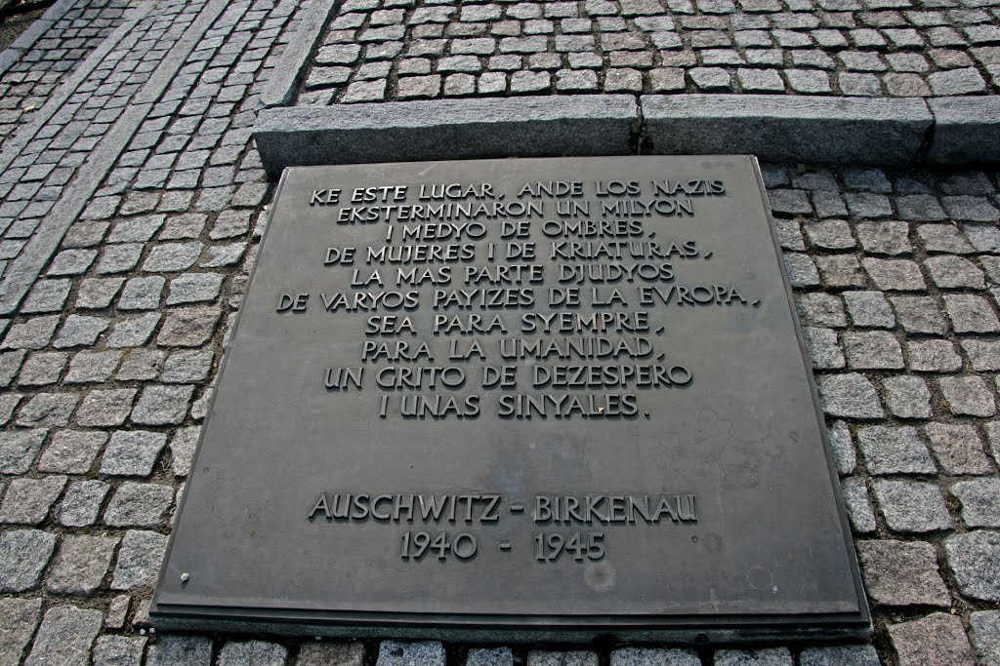 KE ESTE LUGAR, ANDE LOS NAZIS
EKSTERMINARON UN MILYON
I MEDYO DE OMBRES,
DE MUJERES I DE KRIATURAS,
LA MAS PARTE DJUDYOS
DE VARYOS PAYIZES DE LA EVROPA,
SEA PARA SYEMPRE,
PARA LA UMANIDAD,
UN GRITO DE DEZESPERO
I UNAS SINYALES.
AUSCHWITZ - BIRKENAU
1940 - 1945